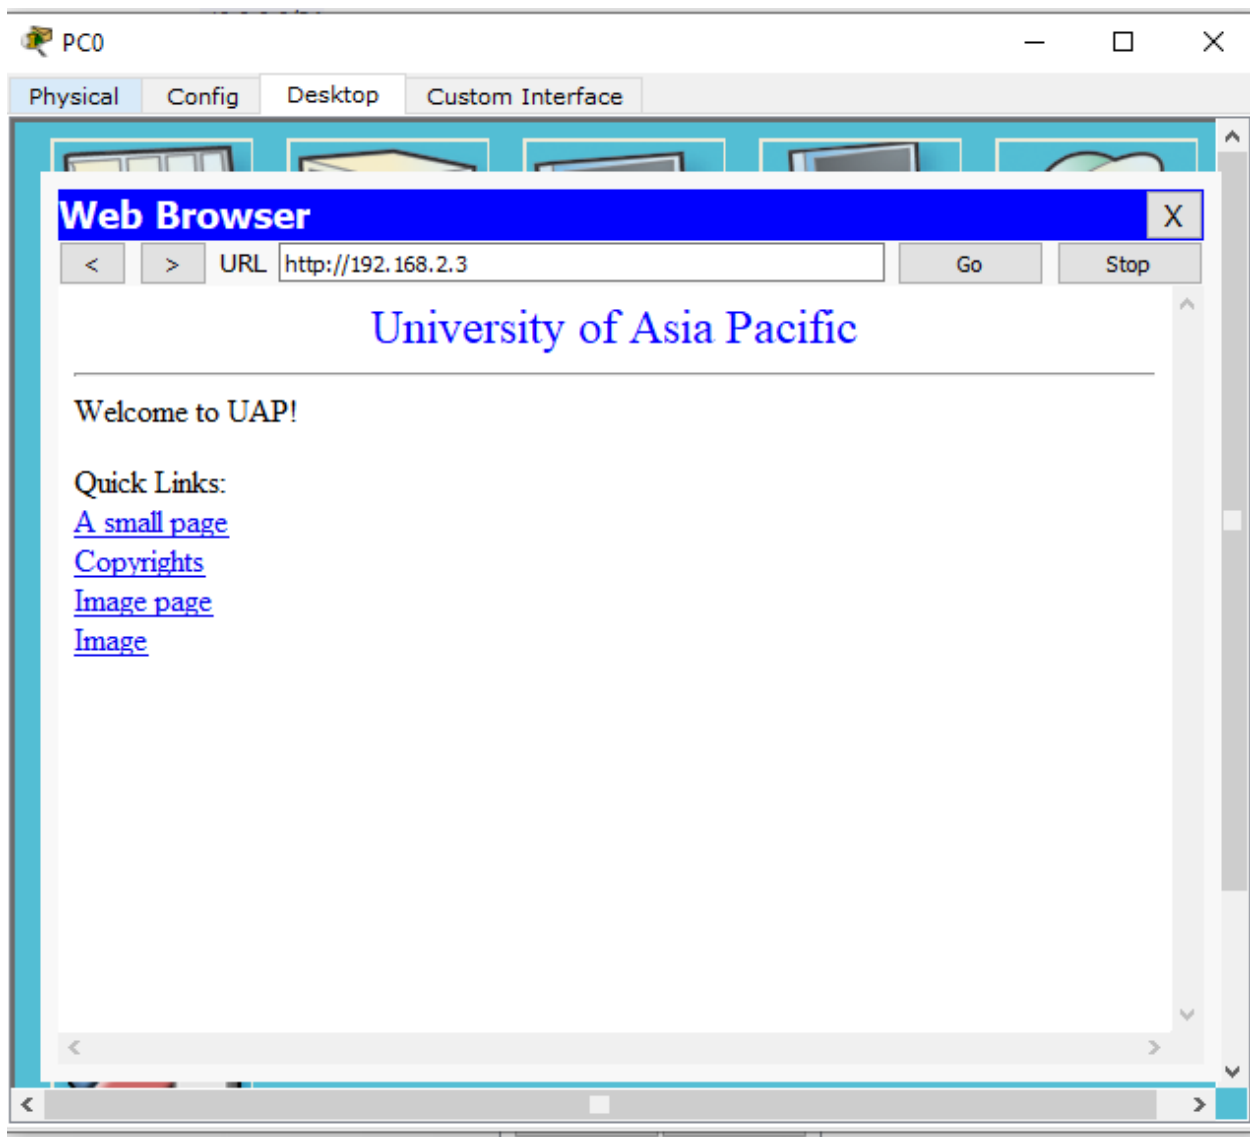 PC0
Physical Config Desktop Custom Interface
Web Browser X
< > URL http://192.168.2.3 Go Stop
University of Asia Pacific
Welcome to UAP!
Quick Links:
A small page
Copyrights
Image page
Image